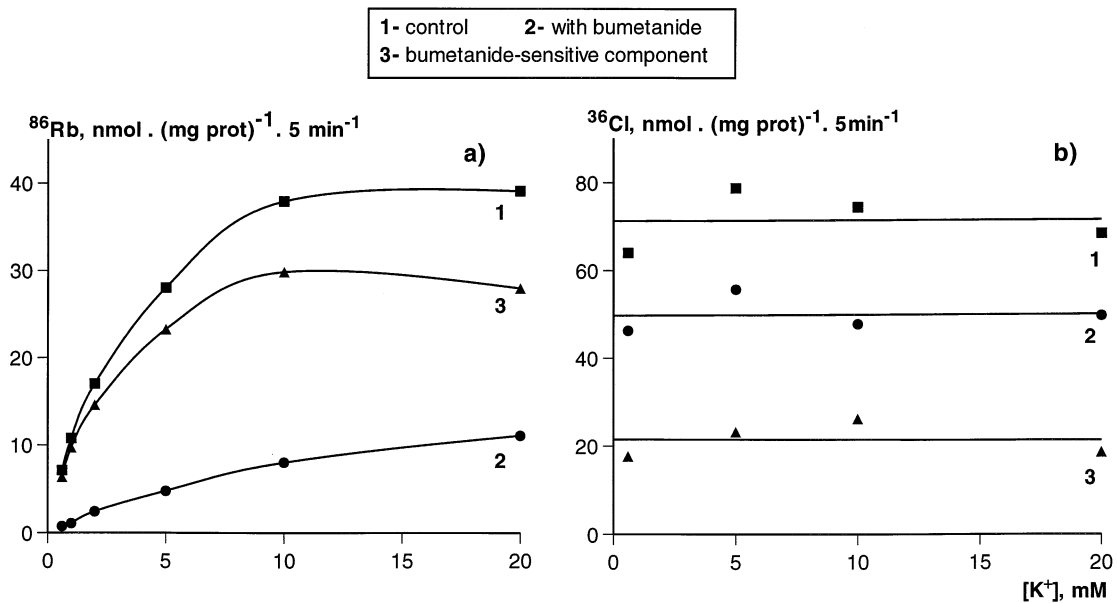 1- control 2- with bumetanide
3- bumetanide-sensitive component
⁸⁶Rb, nmol . (mg prot)⁻¹ . 5 min⁻¹
a)
40
30
20
10
0
1
3
2
0 5 10 15 20
³⁶Cl, nmol . (mg prot)⁻¹ . 5min⁻¹
b)
80
60
40
20
0
1
2
3
0 5 10 15 20
[K⁺], mM